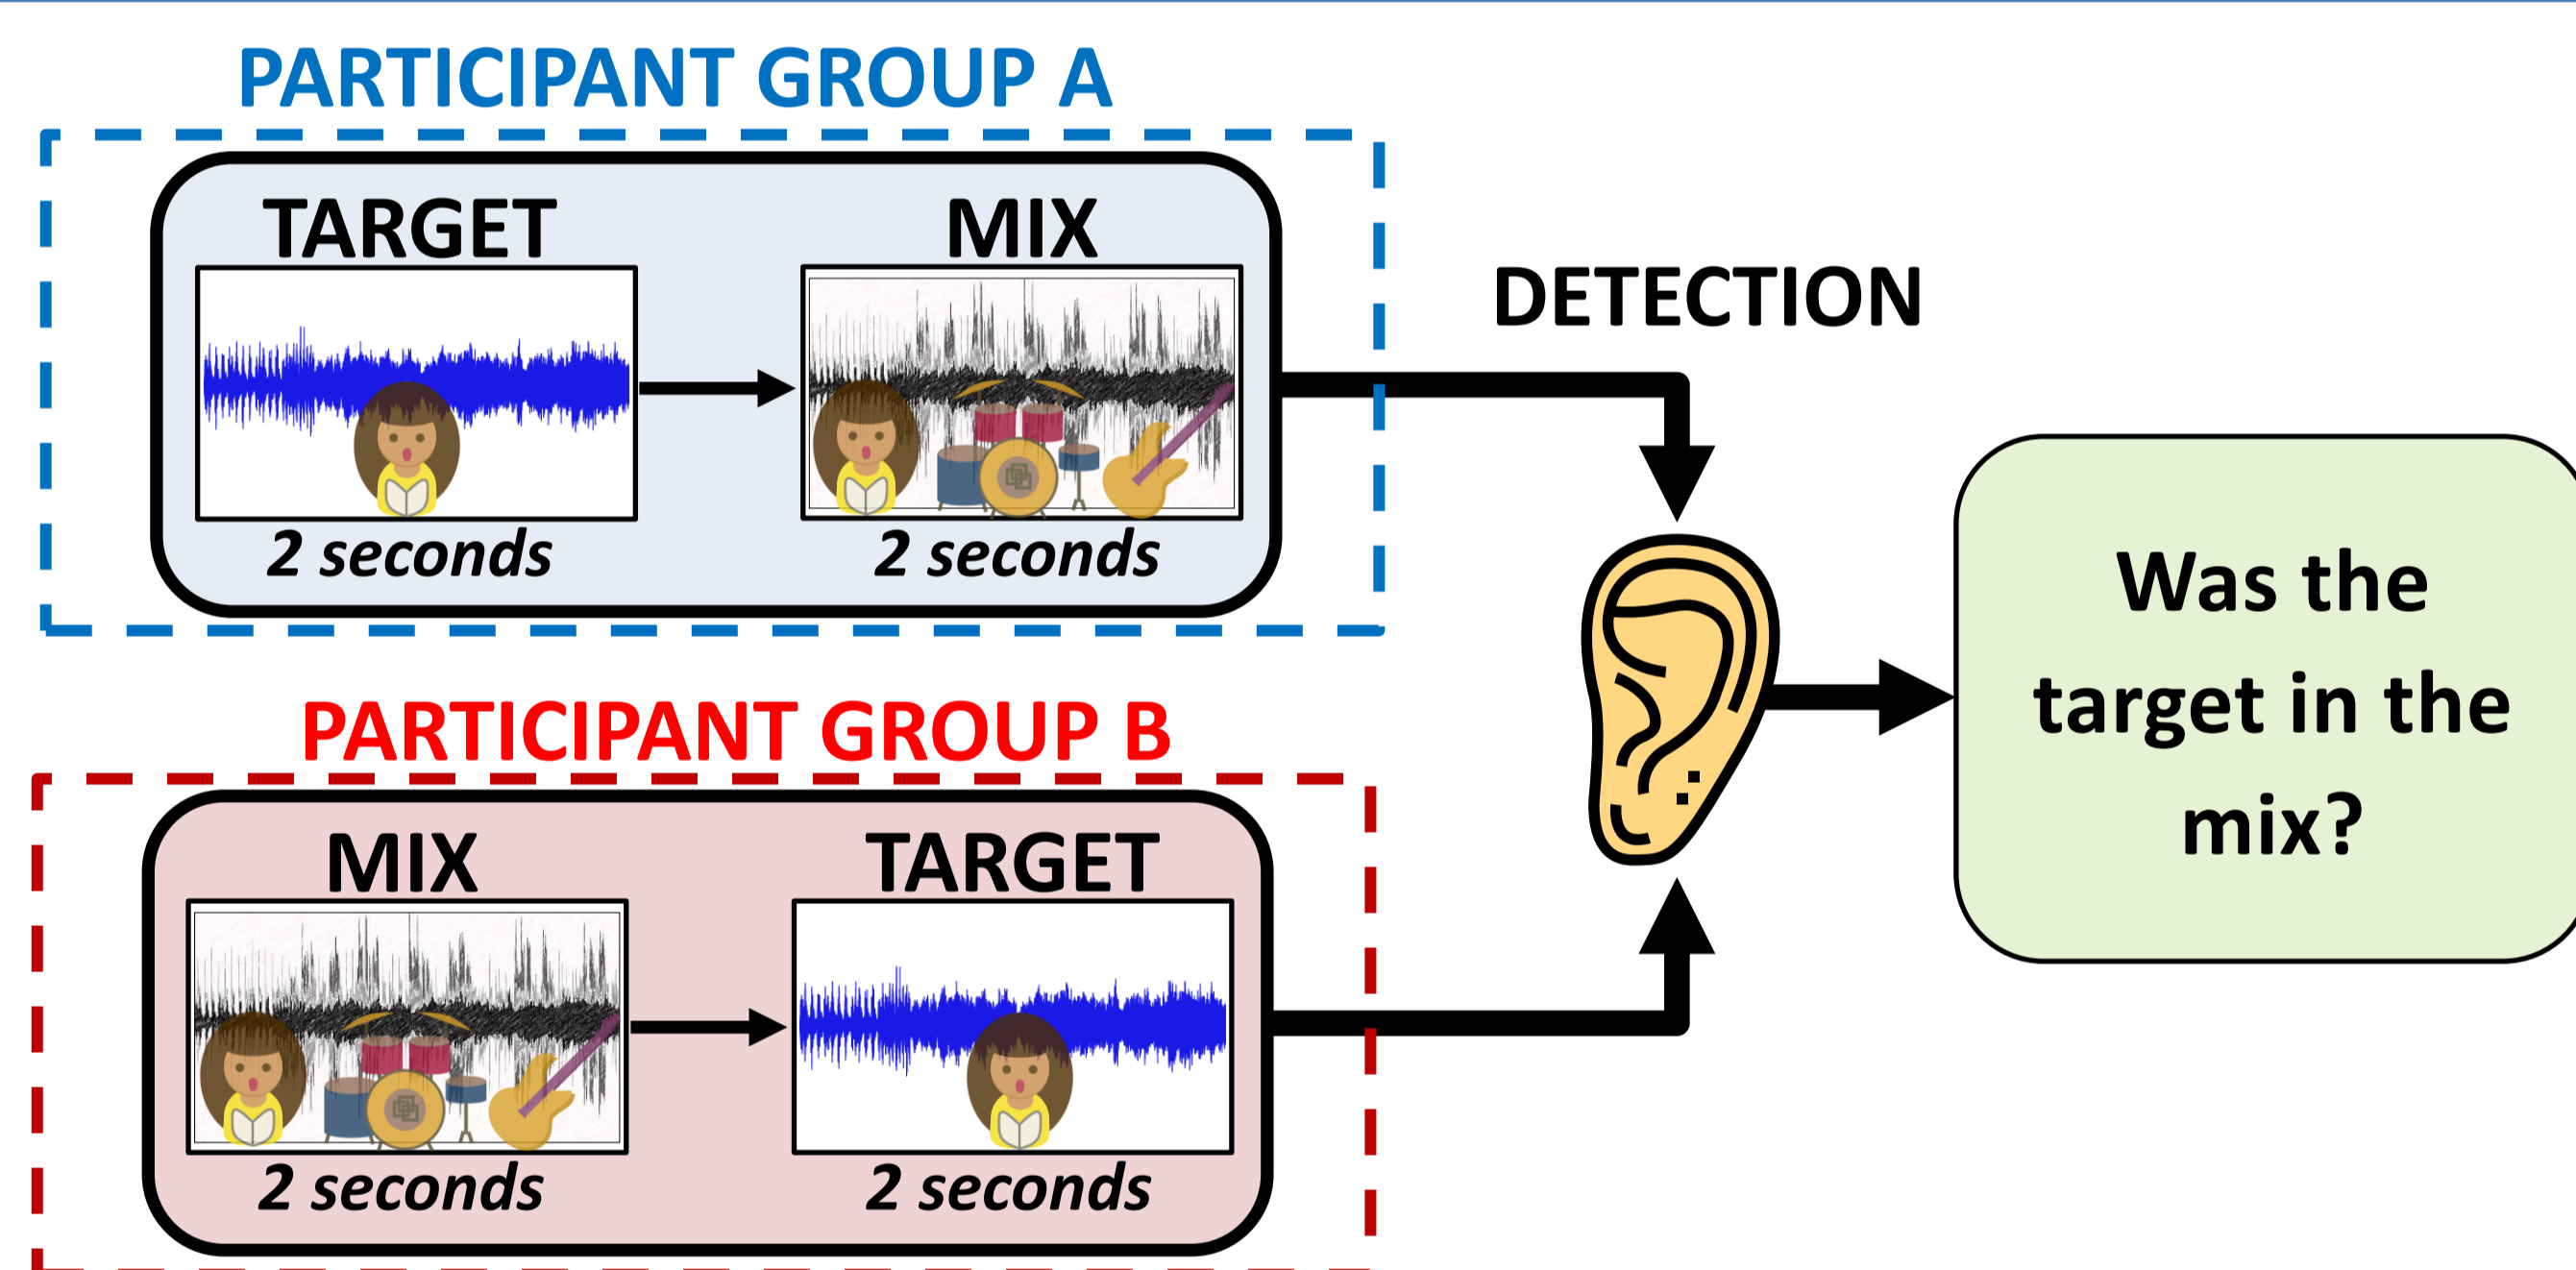 PARTICIPANT GROUP A
TARGET
MIX
2 seconds
2 seconds
DETECTION
PARTICIPANT GROUP B
MIX
TARGET
2 seconds
2 seconds
Was the
target in the
mix?